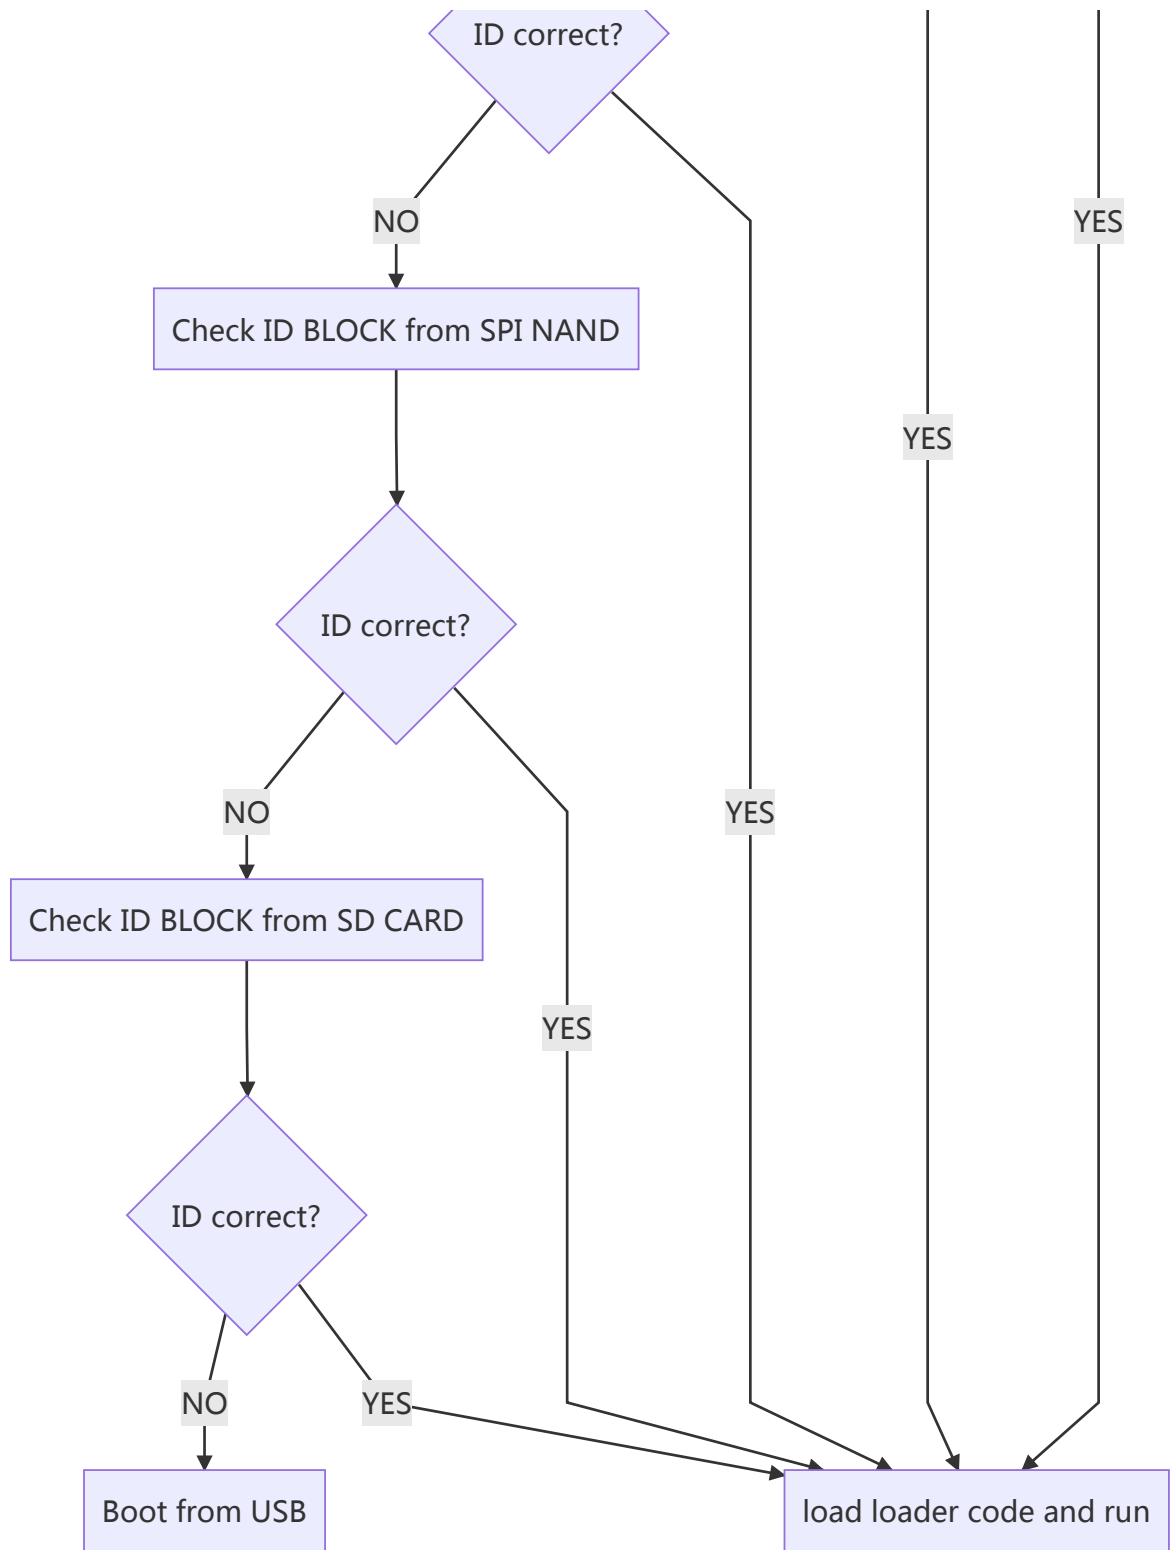 ID correct?
NO
YES
Check ID BLOCK from SPI NAND
YES
ID correct?
NO
YES
Check ID BLOCK from SD CARD
YES
ID correct?
NO
YES
Boot from USB
load loader code and run